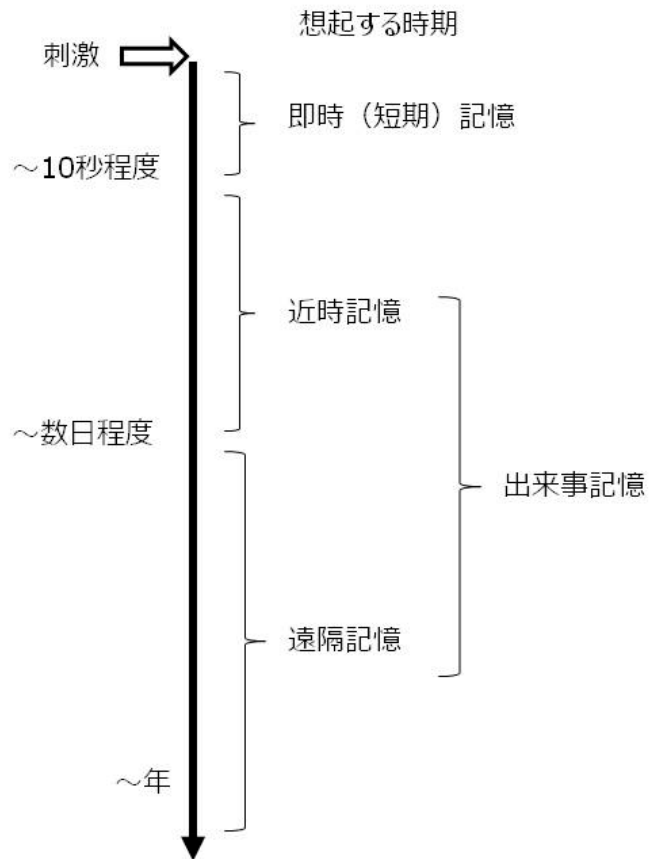 想起する時期
刺激
即時（短期）記憶
～10秒程度
近時記憶
～数日程度
出来事記憶
遠隔記憶
～年